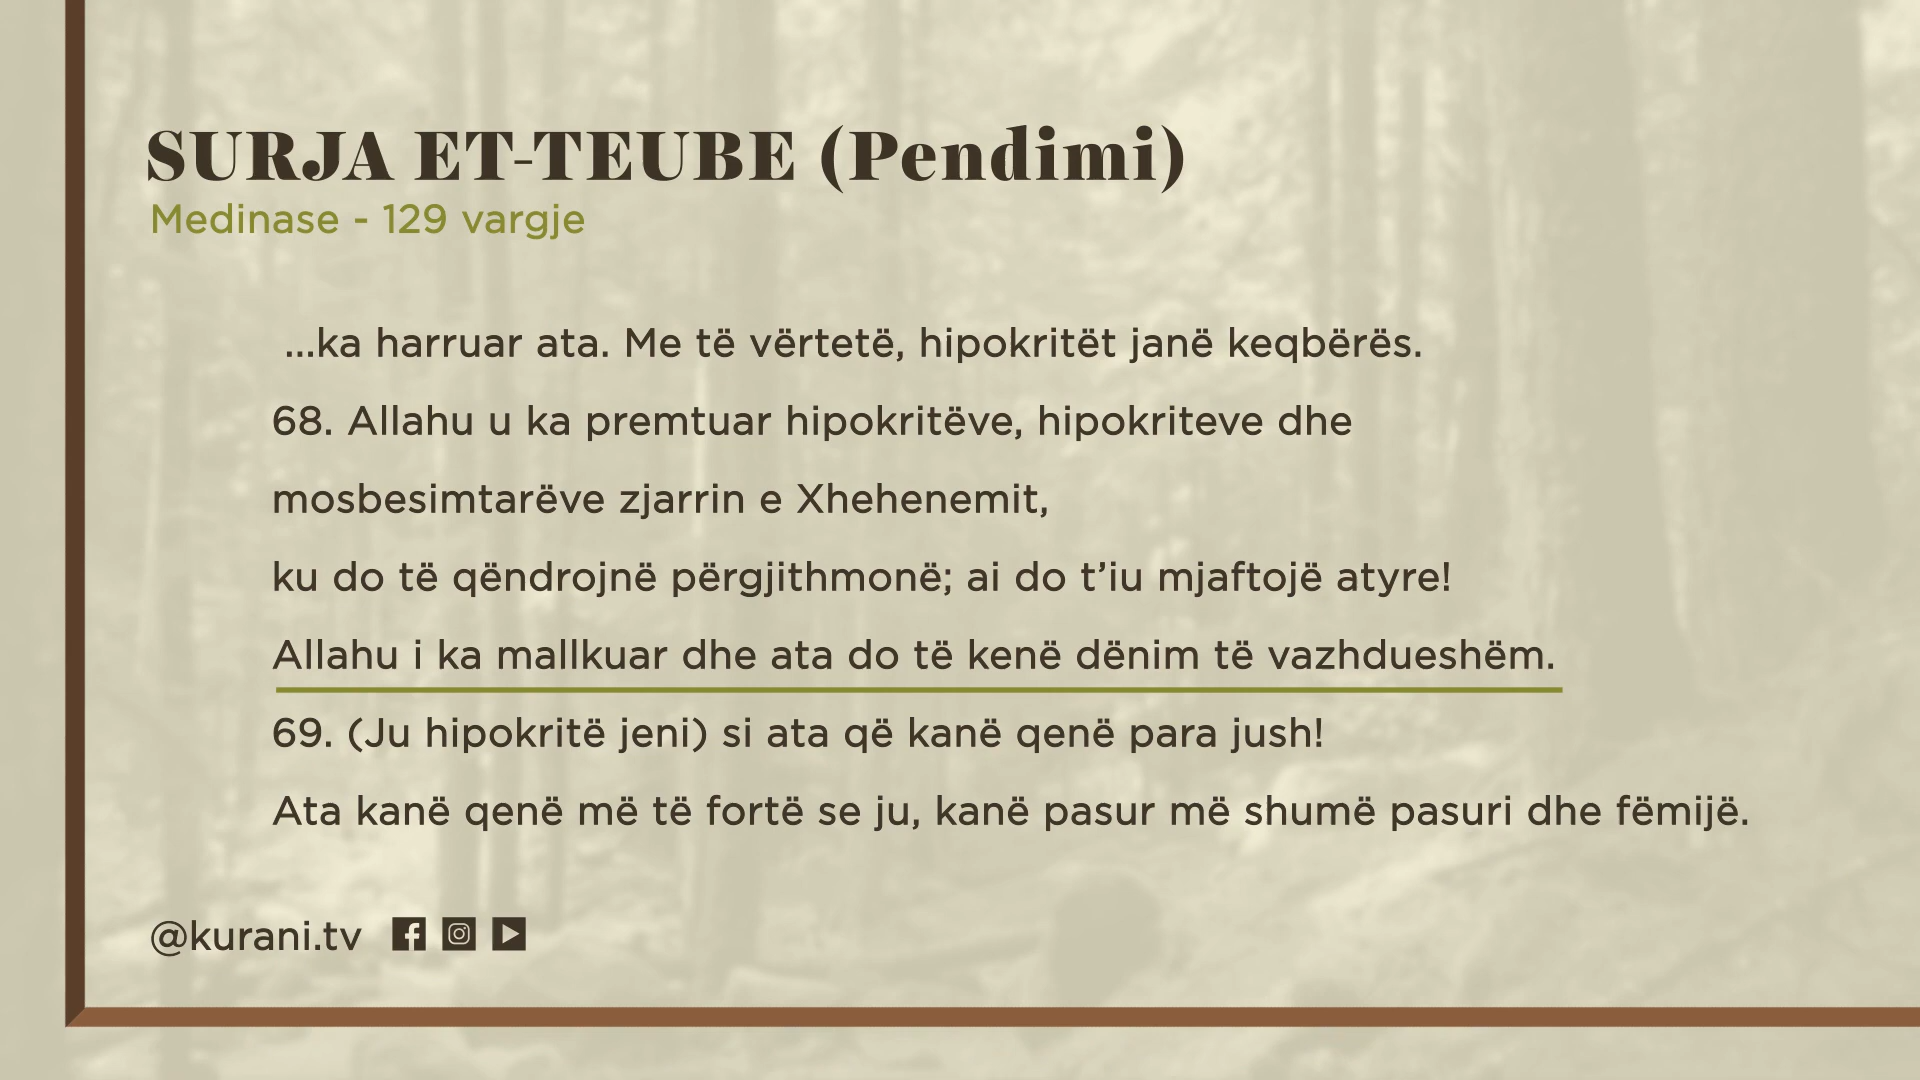 SURJA ET-TEUBE (Pendimi)
Medinase - 129 vargje
...ka harruar ata. Me të vërtetë, hipokritët janë keqbërës.
68. Allahu u ka premtuar hipokritëve, hipokriteve dhe
mosbesimtarëve zjarrin e Xhehenemit,
ku do të qëndrojnë përgjithmonë; ai do t’iu mjaftojë atyre!
Allahu i ka mallkuar dhe ata do të kenë dënim të vazhdueshëm.
69. (Ju hipokritë jeni) si ata që kanë qenë para jush!
Ata kanë qenë më të fortë se ju, kanë pasur më shumë pasuri dhe fëmijë.
@kurani.tv